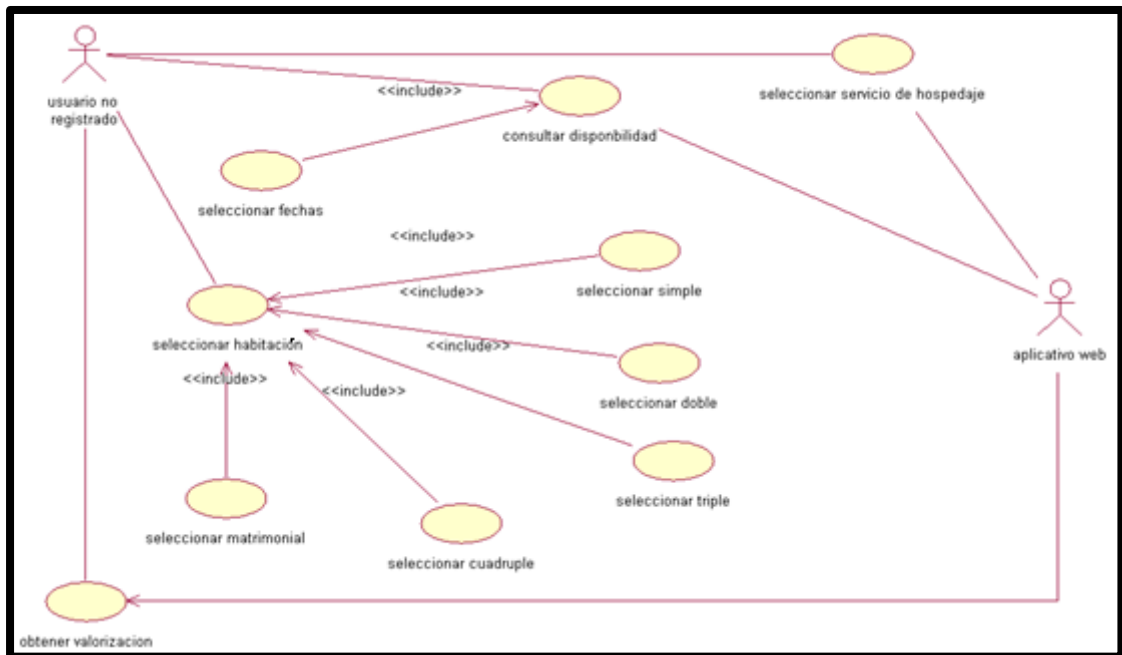 usuario no
registrado
<<include>>
seleccionar servicio de hospedaje
consultar disponbilidad
seleccionar fechas
<<include>>
seleccionar simple
<<include>>
seleccionar habitación
<<include>>
aplicativo web
<<include>>
<<include>>
seleccionar doble
seleccionar triple
seleccionar matrimonial
seleccionar cuadruple
obtener valorizacion